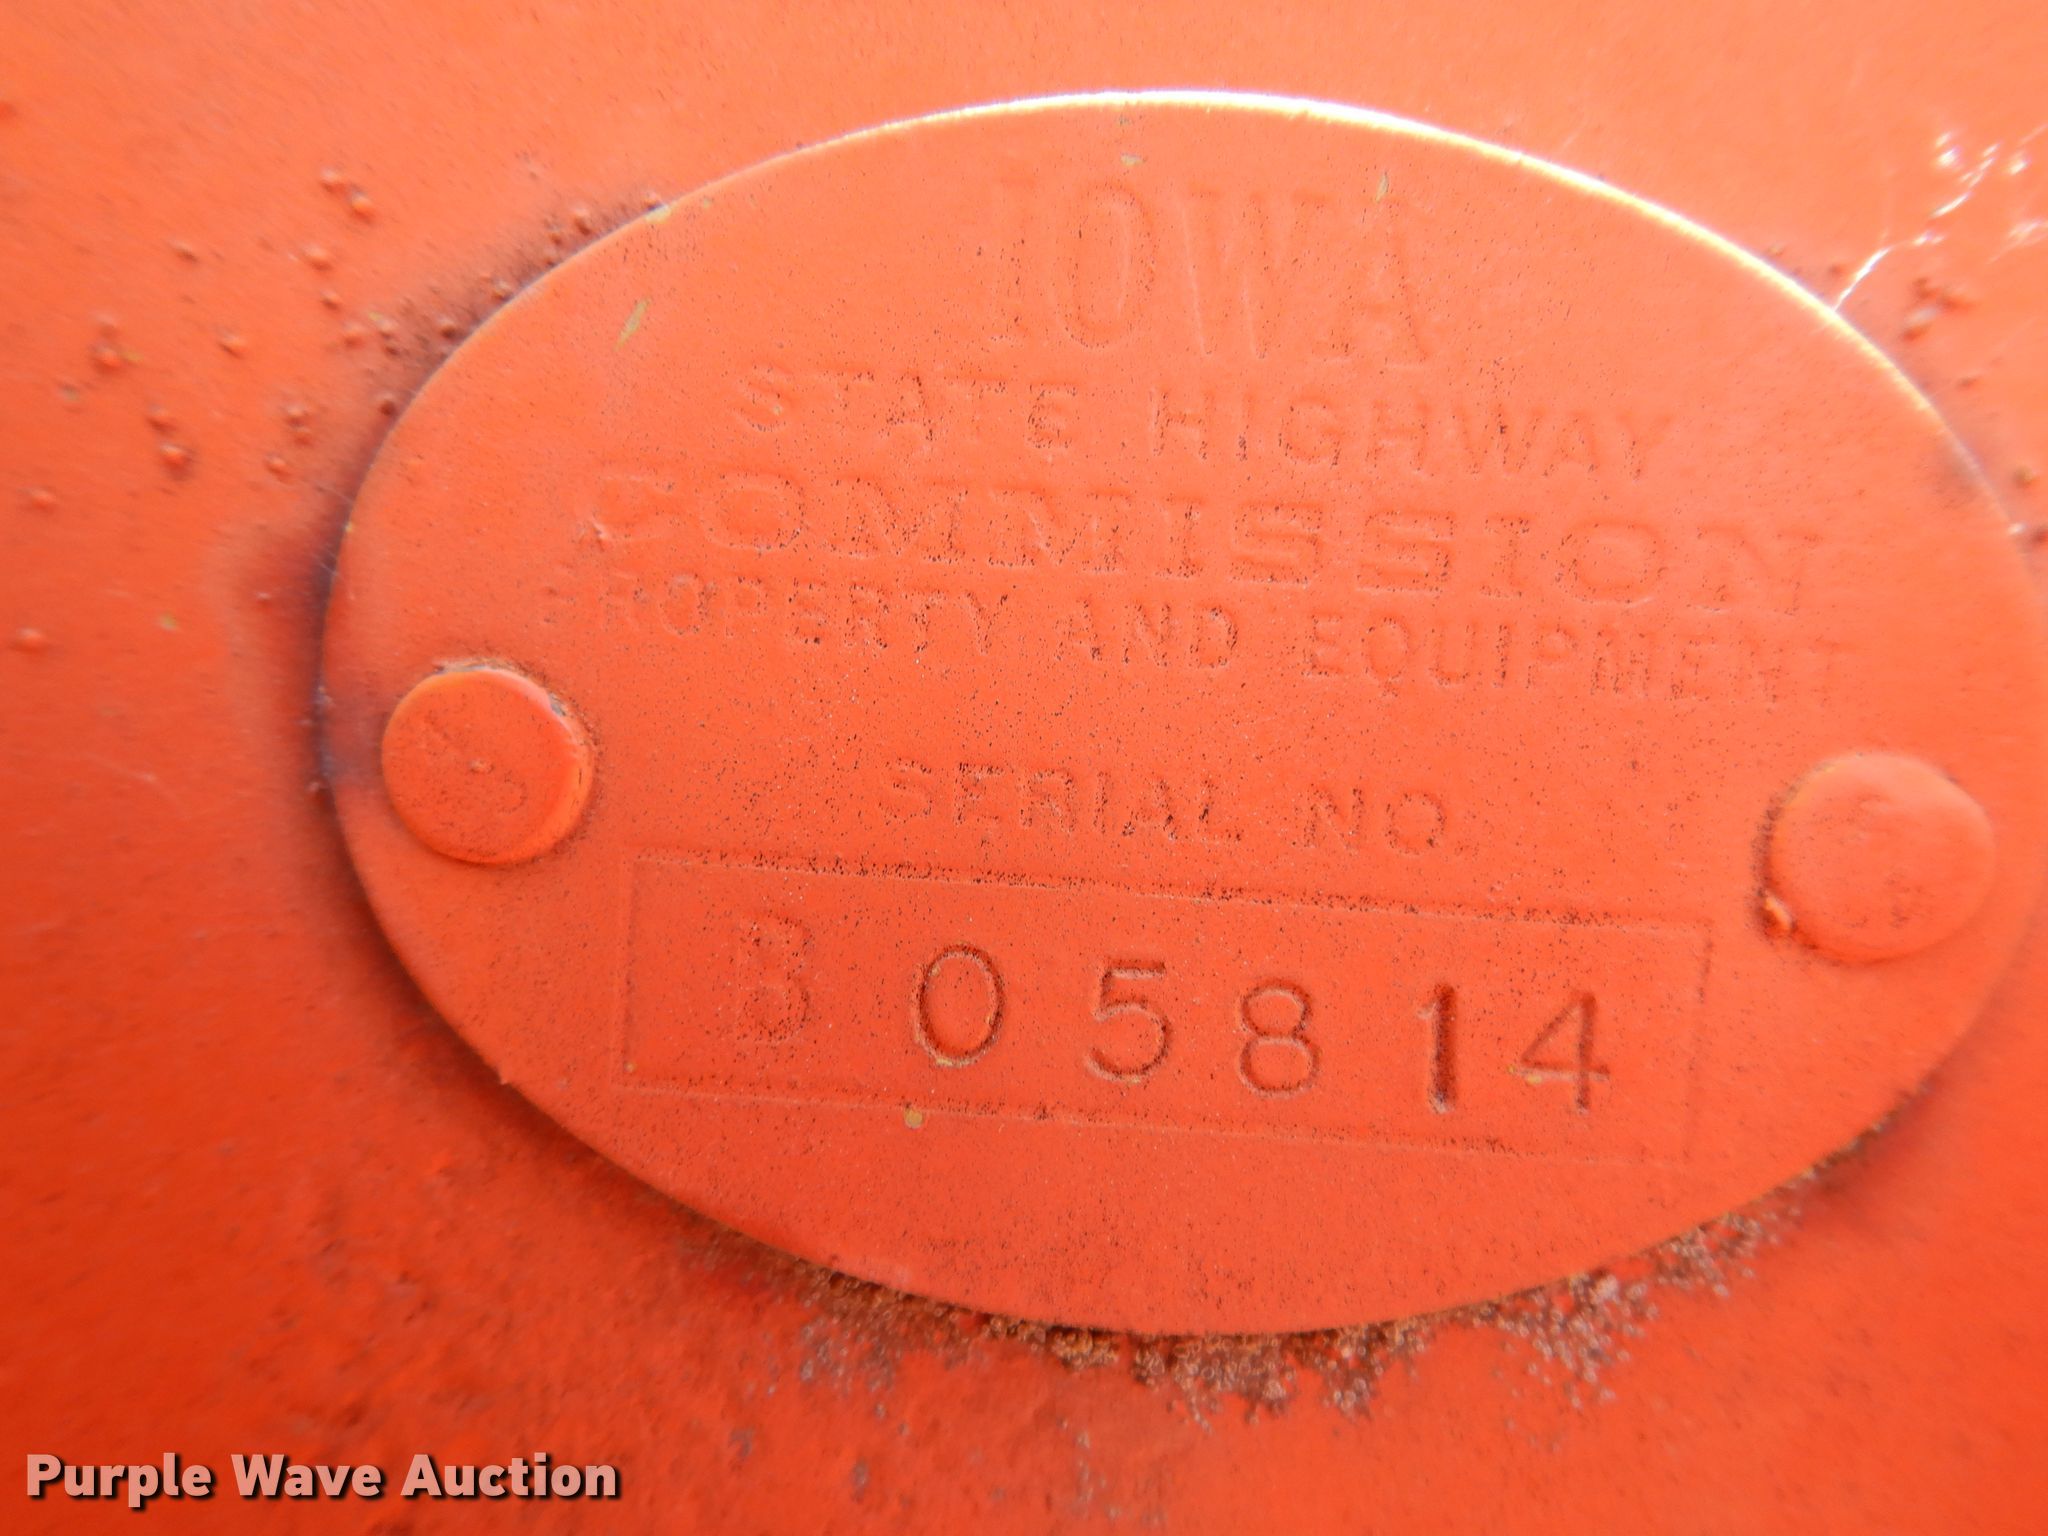 IOWA
STATE HIGHWAY
COMMISSION
PROPERTY AND EQUIPMENT
SERIAL NO.
B 05814
Purple Wave Auction